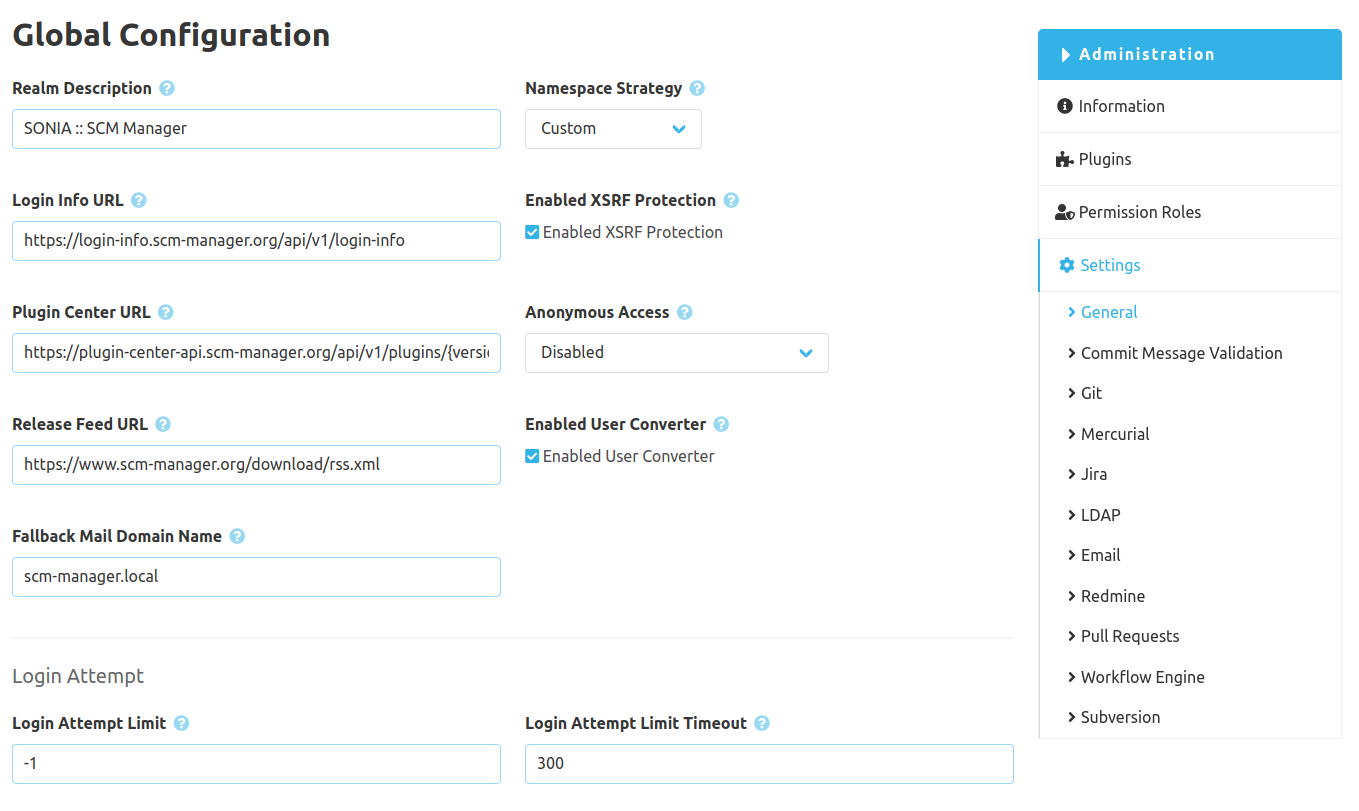 Global Configuration
Realm Description
SONIA :: SCM Manager
Namespace Strategy
Custom
Login Info URL
https://login-info.scm-manager.org/api/v1/login-info
Enabled XSRF Protection
Enabled XSRF Protection
Plugin Center URL
https://plugin-center-api.scm-manager.org/api/v1/plugins/{versi
Anonymous Access
Disabled
Release Feed URL
https://www.scm-manager.org/download/rss.xml
Enabled User Converter
Enabled User Converter
Fallback Mail Domain Name
scm-manager.local
Login Attempt
Login Attempt Limit
-1
Login Attempt Limit Timeout
300
Administration
Information
Plugins
Permission Roles
Settings
General
Commit Message Validation
Git
Mercurial
Jira
LDAP
Email
Redmine
Pull Requests
Workflow Engine
Subversion